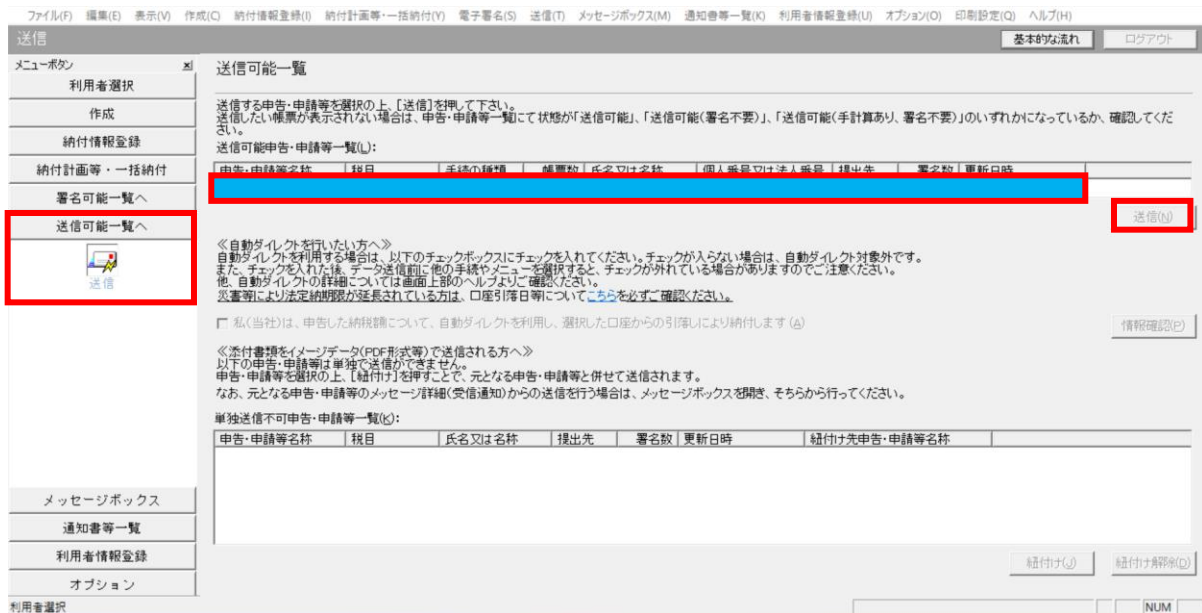 ファイル(F) 編集(E) 表示(V) 作成(C) 納付情報登録(I) 納付計画等・一括納付(Y) 電子署名(S) 送信(T) メッセージボックス(M) 通知書等一覧(K) 利用者情報登録(U) オプション(O) 印刷設定(Q) ヘルプ(H)
送信 基本的な流れ ログアウト
メニューボタン
利用者選択
作成
納付情報登録
納付計画等・一括納付
署名可能一覧へ
送信可能一覧へ
送信
メッセージボックス
通知書等一覧
利用者情報登録
オプション
送信可能一覧
送信する申告・申請等を選択の上、[送信]を押して下さい。
送信したい帳票が表示されない場合は、申告・申請等一覧にて状態が「送信可能」、「送信可能(署名不要)」、「送信可能(手計算あり、署名不要)」のいずれかになっているか、確認してくだ
さい。
送信可能申告・申請等一覧(L):
申告・申請等名称 税目 手続の種類 帳票数 氏名又は名称 個人番号又は法人番号 提出先 署名数 更新日時
送信(N)
≪自動ダイレクトを行いたい方へ≫
自動ダイレクトを利用する場合は、以下のチェックボックスにチェックを入れてください。チェックが入らない場合は、自動ダイレクト対象外です。
また、チェックを入れた後、データ送信前に他の手続やメニューを選択すると、チェックが外れている場合がありますのでご注意ください。
他、自動ダイレクトの詳細については画面上部のヘルプよりご確認ください。
災害等により法定納期限が延長されている方は、口座引落日等についてこちらを必ずご確認ください。
私(当社)は、申告した納税額について、自動ダイレクトを利用し、選択した口座からの引落しにより納付します(A) 情報確認(P)
≪添付書類をイメージデータ(PDF形式等)で送信される方へ≫
以下の申告・申請等は単独で送信ができません。
申告・申請等を選択の上、[紐付け]を押すことで、元となる申告・申請等と併せて送信されます。
なお、元となる申告・申請等のメッセージ詳細(受信通知)からの送信を行う場合は、メッセージボックスを開き、そちらから行ってください。
単独送信不可申告・申請等一覧(K):
申告・申請等名称 税目 氏名又は名称 提出先 署名数 更新日時 紐付け先申告・申請等名称
紐付け(J) 紐付け解除(D)
利用者選択 NUM